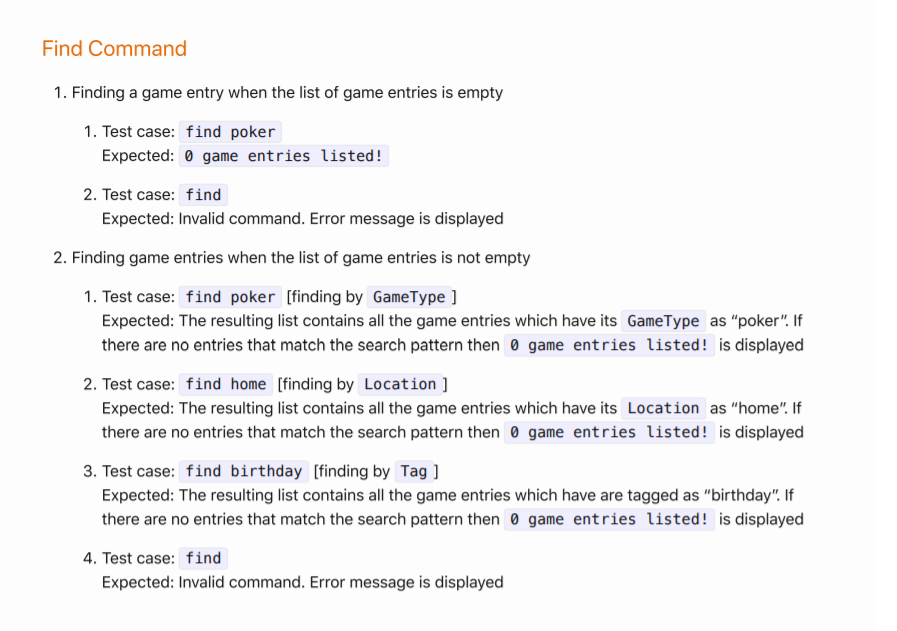 Find Command
1. Finding a game entry when the list of game entries is empty
1. Test case: find poker
Expected: 0 game entries listed!
2. Test case: find
Expected: Invalid command. Error message is displayed
2. Finding game entries when the list of game entries is not empty
1. Test case: find poker [finding by GameType ]
Expected: The resulting list contains all the game entries which have its GameType as “poker”. If
there are no entries that match the search pattern then 0 game entries listed! is displayed
2. Test case: find home [finding by Location ]
Expected: The resulting list contains all the game entries which have its Location as “home”. If
there are no entries that match the search pattern then 0 game entries listed! is displayed
3. Test case: find birthday [finding by Tag ]
Expected: The resulting list contains all the game entries which have are tagged as “birthday”. If
there are no entries that match the search pattern then 0 game entries listed! is displayed
4. Test case: find
Expected: Invalid command. Error message is displayed